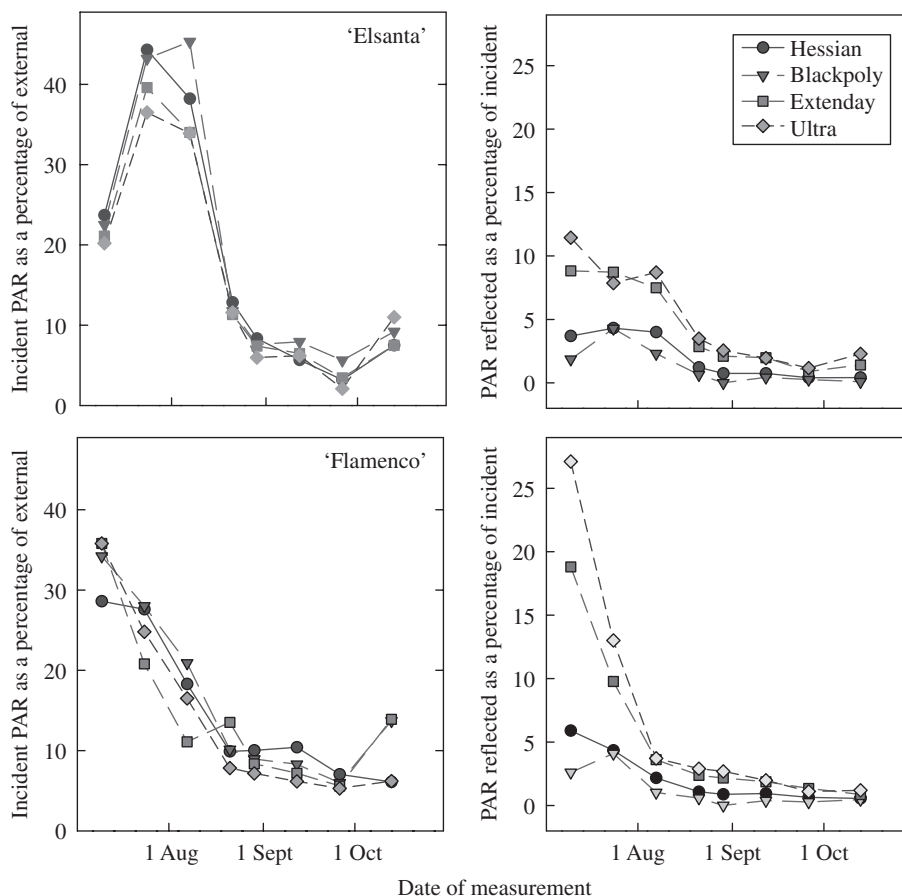 ‘Elsanta’
Incident PAR as a percentage of external
40
30
20
10
0
PAR reflected as a percentage of incident
25
20
15
10
5
0
Hessian
Blackpoly
Extenday
Ultra
‘Flamenco’
Incident PAR as a percentage of external
40
30
20
10
0
1 Aug 1 Sept 1 Oct
PAR reflected as a percentage of incident
25
20
15
10
5
0
1 Aug 1 Sept 1 Oct
Date of measurement